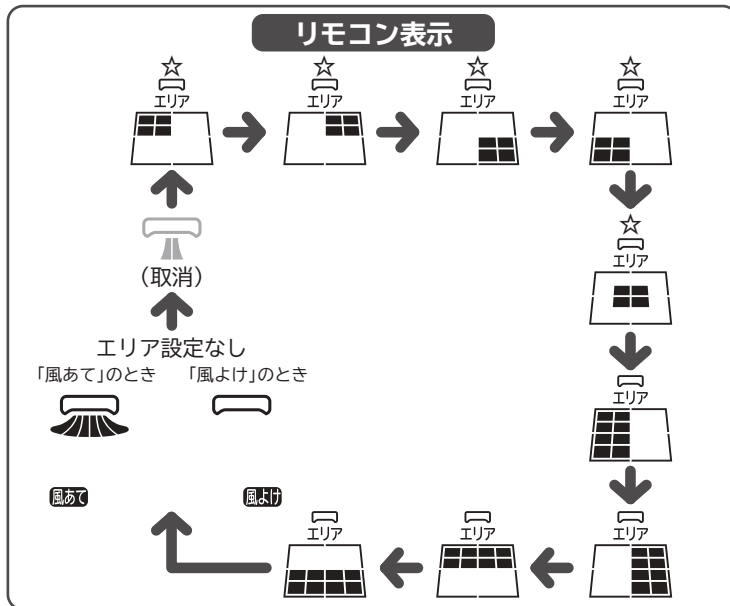 リモコン表示
☆
エリア
☆
エリア
☆
エリア
☆
エリア
☆
エリア
エリア
エリア
エリア
エリア
（取消）
エリア設定なし
「風あて」のとき
「風よけ」のとき
風あて
風よけ